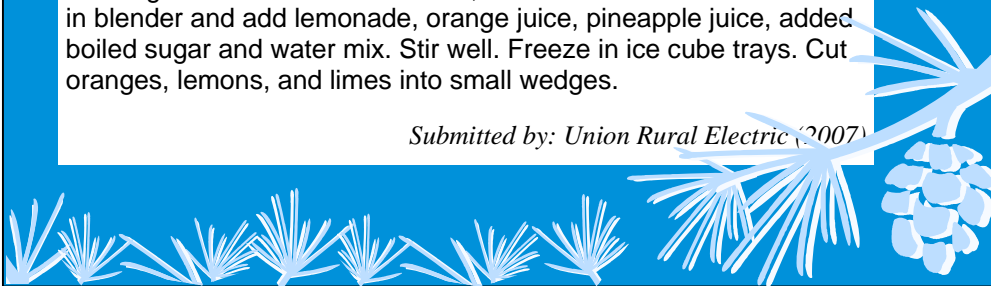 in blender and add lemonade, orange juice, pineapple juice, added
boiled sugar and water mix. Stir well. Freeze in ice cube trays. Cut
oranges, lemons, and limes into small wedges.
Submitted by: Union Rural Electric (2007)